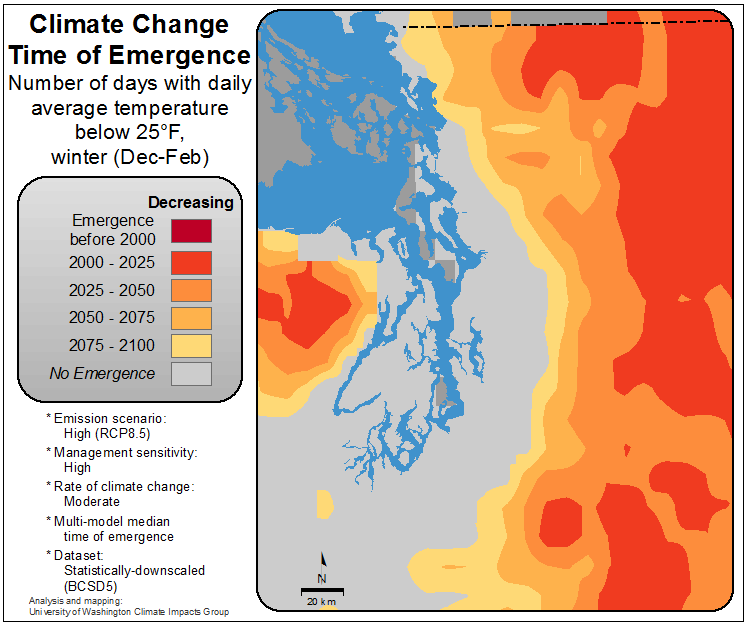 Climate Change
Time of Emergence
Number of days with daily
average temperature
below 25°F,
winter (Dec-Feb)
Decreasing
Emergence
before 2000
2000 - 2025
2025 - 2050
2050 - 2075
2075 - 2100
No Emergence
* Emission scenario:
High (RCP8.5)
* Management sensitivity:
High
* Rate of climate change:
Moderate
* Multi-model median
time of emergence
* Dataset:
Statistically-downscaled
(BCSD5)
Analysis and mapping:
University of Washington Climate Impacts Group
N
20 km